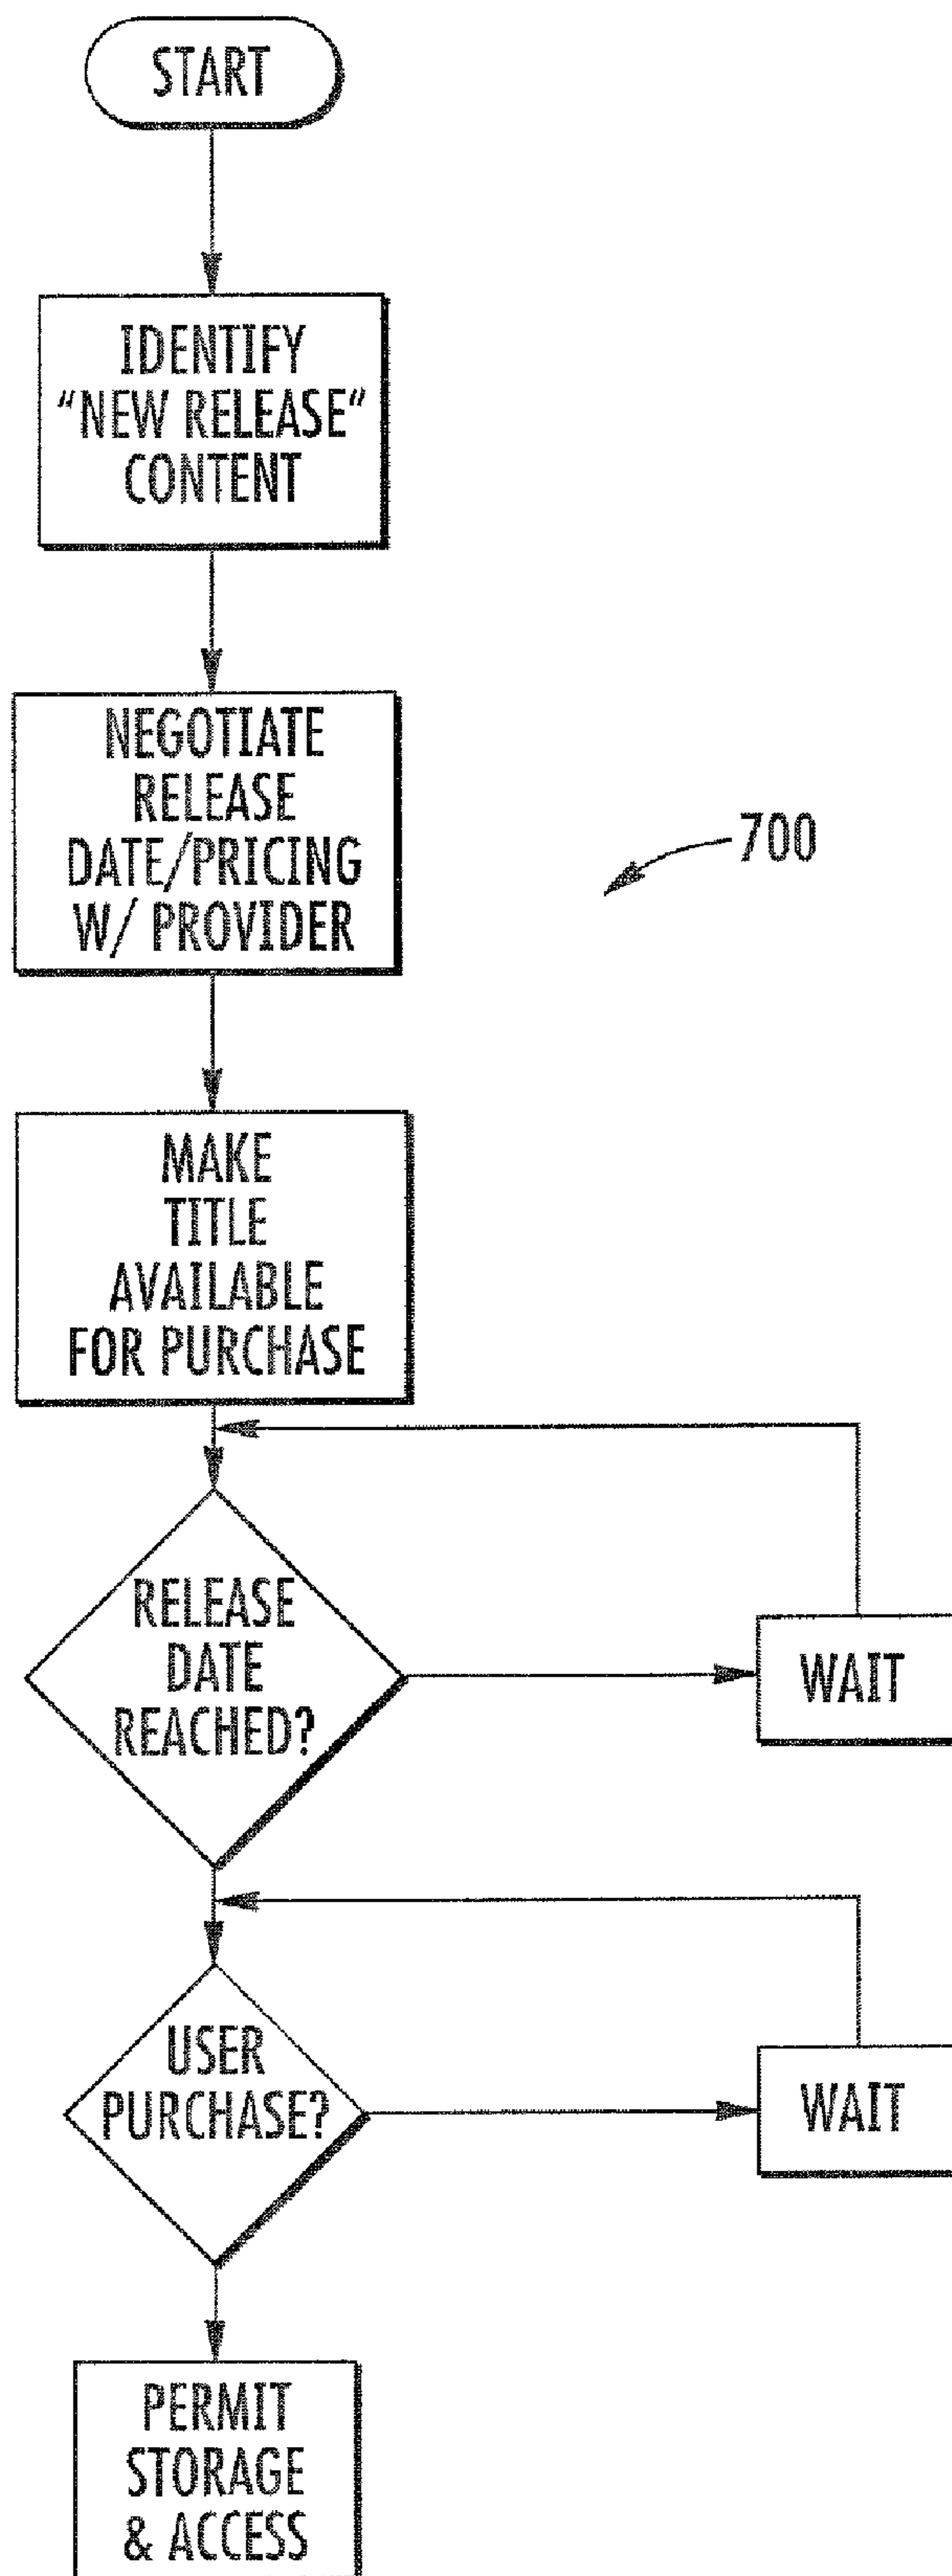 START
IDENTIFY
“NEW RELEASE”
CONTENT
NEGOTIATE
RELEASE
DATE/PRICING
W/ PROVIDER
700
MAKE
TITLE
AVAILABLE
FOR PURCHASE
RELEASE
DATE
REACHED?
WAIT
USER
PURCHASE?
WAIT
PERMIT
STORAGE
& ACCESS